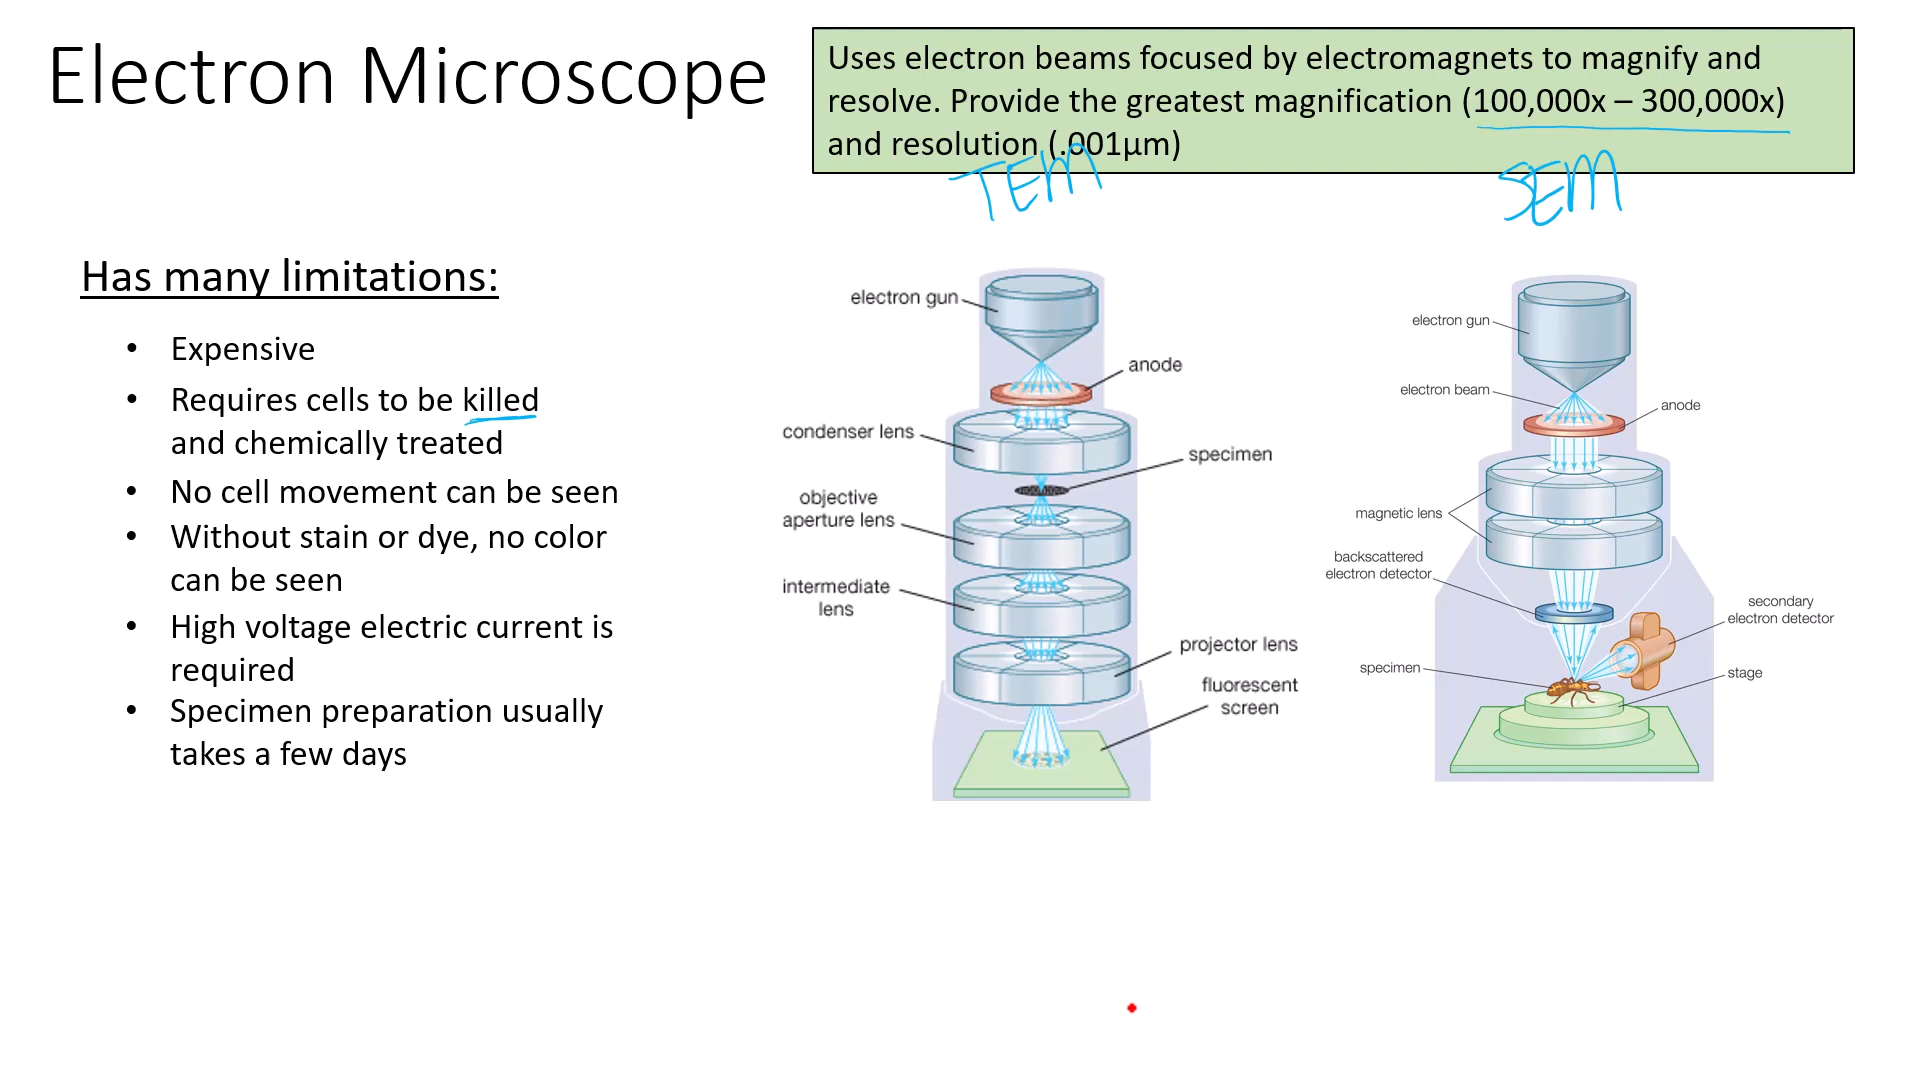 Electron Microscope
Uses electron beams focused by electromagnets to magnify and
resolve. Provide the greatest magnification (100,000x – 300,000x)
and resolution (.001µm)
TEM
SEM
Has many limitations:
• Expensive
• Requires cells to be killed
and chemically treated
• No cell movement can be seen
• Without stain or dye, no color
can be seen
• High voltage electric current is
required
• Specimen preparation usually
takes a few days
electron gun
anode
condenser lens
specimen
objective
aperture lens
intermediate
lens
projector lens
fluorescent
screen
electron gun
electron beam
anode
magnetic lens
backscattered
electron detector
secondary
electron detector
specimen
stage